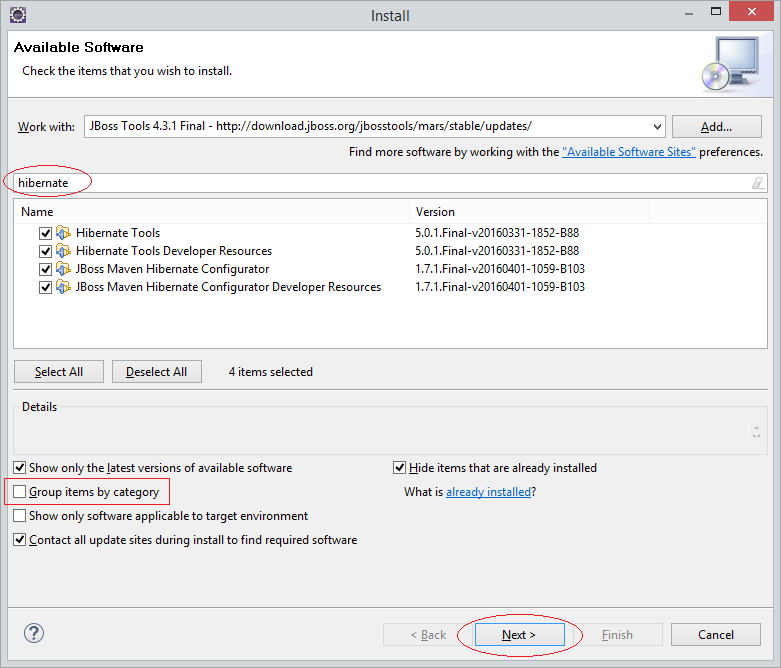 Install
Available Software
Check the items that you wish to install.
Work with: JBoss Tools 4.3.1 Final - http://download.jboss.org/jbosstools/mars/stable/updates/ Add...
Find more software by working with the "Available Software Sites" preferences.
hibernate
Name Version
Hibernate Tools 5.0.1.Final-v20160331-1852-B88
Hibernate Tools Developer Resources 5.0.1.Final-v20160331-1852-B88
JBoss Maven Hibernate Configurator 1.7.1.Final-v20160401-1059-B103
JBoss Maven Hibernate Configurator Developer Resources 1.7.1.Final-v20160401-1059-B103
Select All Deselect All 4 items selected
Details
Show only the latest versions of available software Hide items that are already installed
Group items by category What is already installed?
Show only software applicable to target environment
Contact all update sites during install to find required software
? < Back Next > Finish Cancel